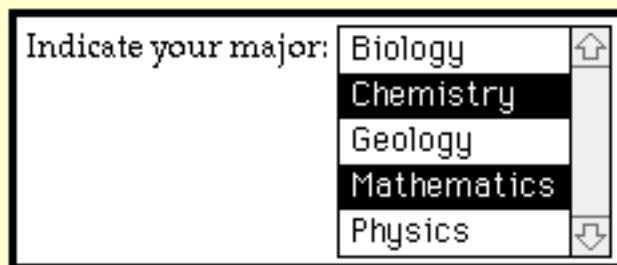 Indicate your major: Biology
Chemistry
Geology
Mathematics
Physics